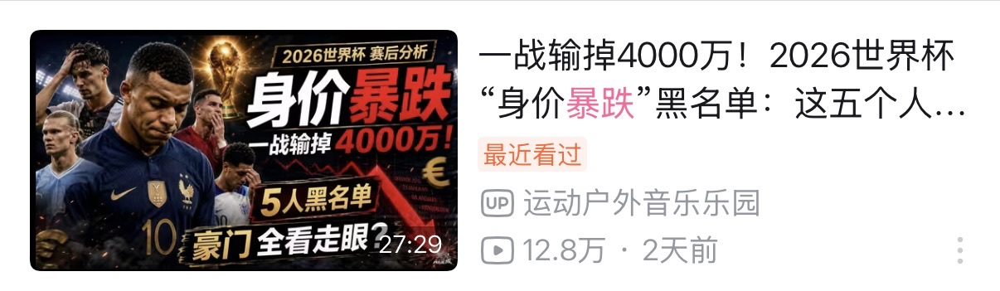 2026世界杯 赛后分析
身价暴跌
一战输掉4000万!
€
5人黑名单
10
豪门全看走眼?
27:29
一战输掉4000万！2026世界杯
“身价暴跌”黑名单：这五个人...
最近看过
UP 运动户外音乐乐园
12.8万 · 2天前